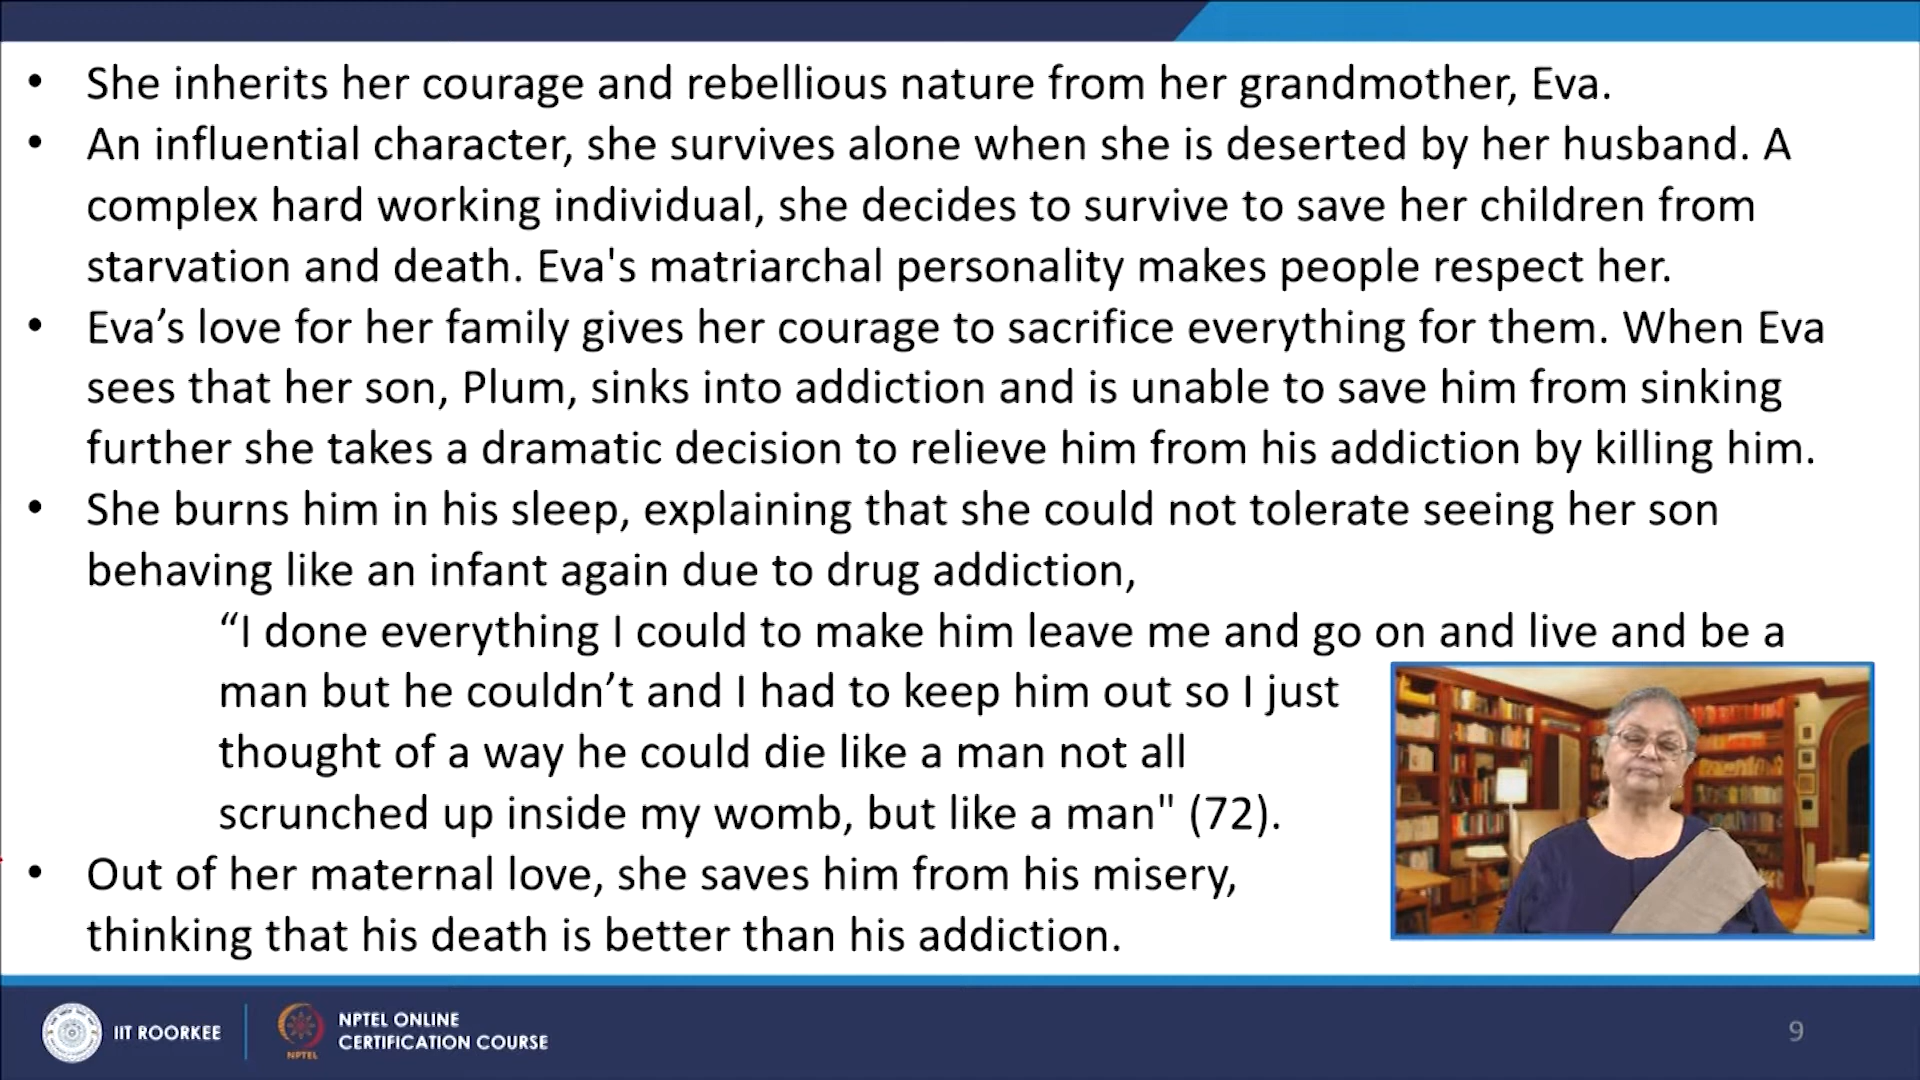 • She inherits her courage and rebellious nature from her grandmother, Eva.
• An influential character, she survives alone when she is deserted by her husband. A
complex hard working individual, she decides to survive to save her children from
starvation and death. Eva's matriarchal personality makes people respect her.
• Eva’s love for her family gives her courage to sacrifice everything for them. When Eva
sees that her son, Plum, sinks into addiction and is unable to save him from sinking
further she takes a dramatic decision to relieve him from his addiction by killing him.
• She burns him in his sleep, explaining that she could not tolerate seeing her son
behaving like an infant again due to drug addiction,
“I done everything I could to make him leave me and go on and live and be a
man but he couldn’t and I had to keep him out so I just
thought of a way he could die like a man not all
scrunched up inside my womb, but like a man" (72).
• Out of her maternal love, she saves him from his misery,
thinking that his death is better than his addiction.
IIT ROORKEE
NPTEL
NPTEL ONLINE
CERTIFICATION COURSE
9